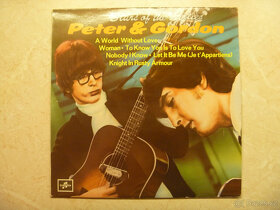 Peter & Gordon
A World Without Love
Woman • To Know You Is To Love You
Nobody I Know • Let It Be Me (Je t'Appartiens)
Knight In Rusty Armour